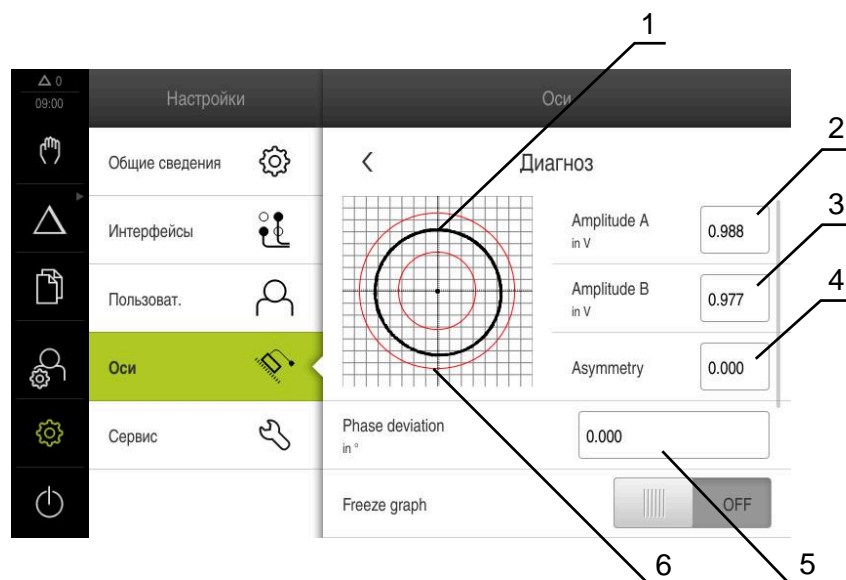 1
△ 0
09:00
Настройки
Оси
Общие сведения
Диагноз
2
Интерфейсы
Amplitude A
in V
0.988
3
Пользоват.
Amplitude B
in V
0.977
4
Оси
Asymmetry
0.000
Сервис
Phase deviation
in °
0.000
Freeze graph
OFF
6
5